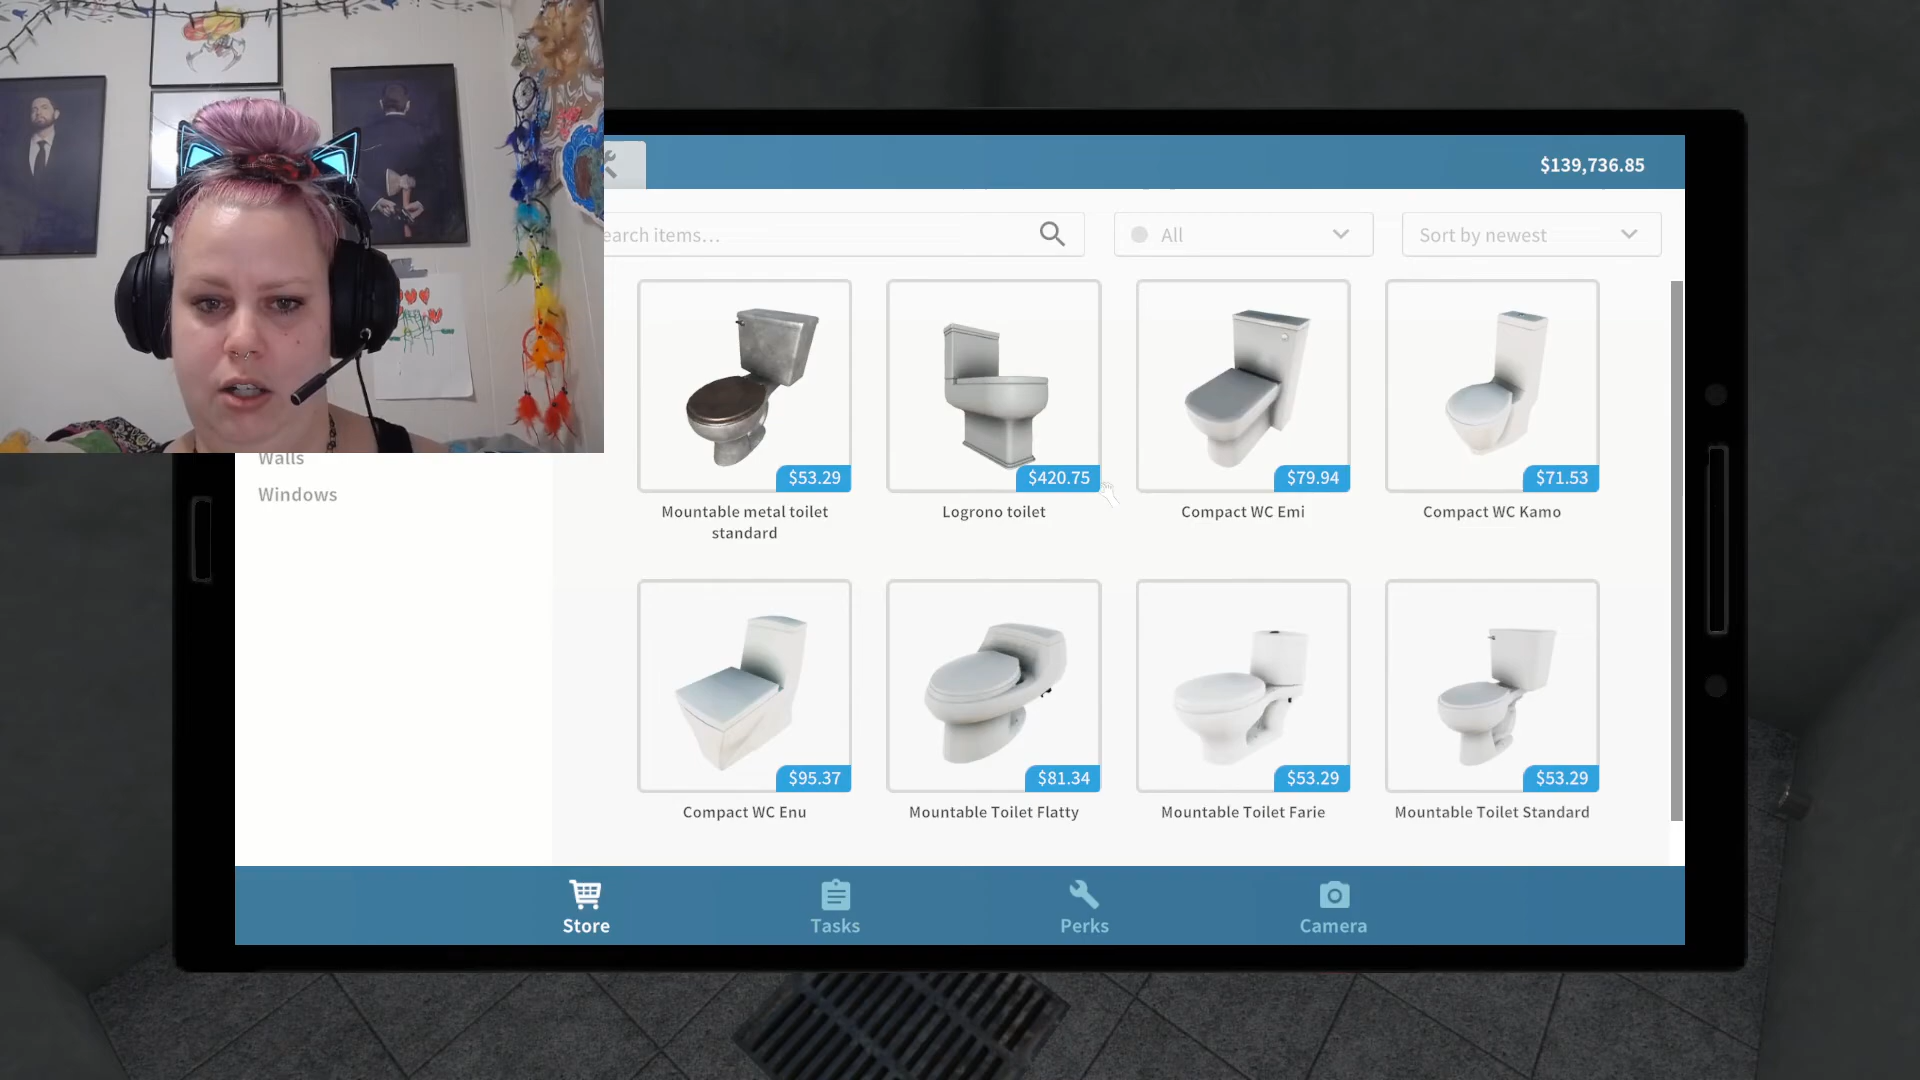 $139,736.85
earch items...
All
Sort by newest
Walls
Windows
$53.29
$420.75
$79.94
$71.53
Mountable metal toilet
standard
Logrono toilet
Compact WC Emi
Compact WC Kamo
$95.37
$81.34
$53.29
$53.29
Compact WC Enu
Mountable Toilet Flatty
Mountable Toilet Farie
Mountable Toilet Standard
Store
Tasks
Perks
Camera